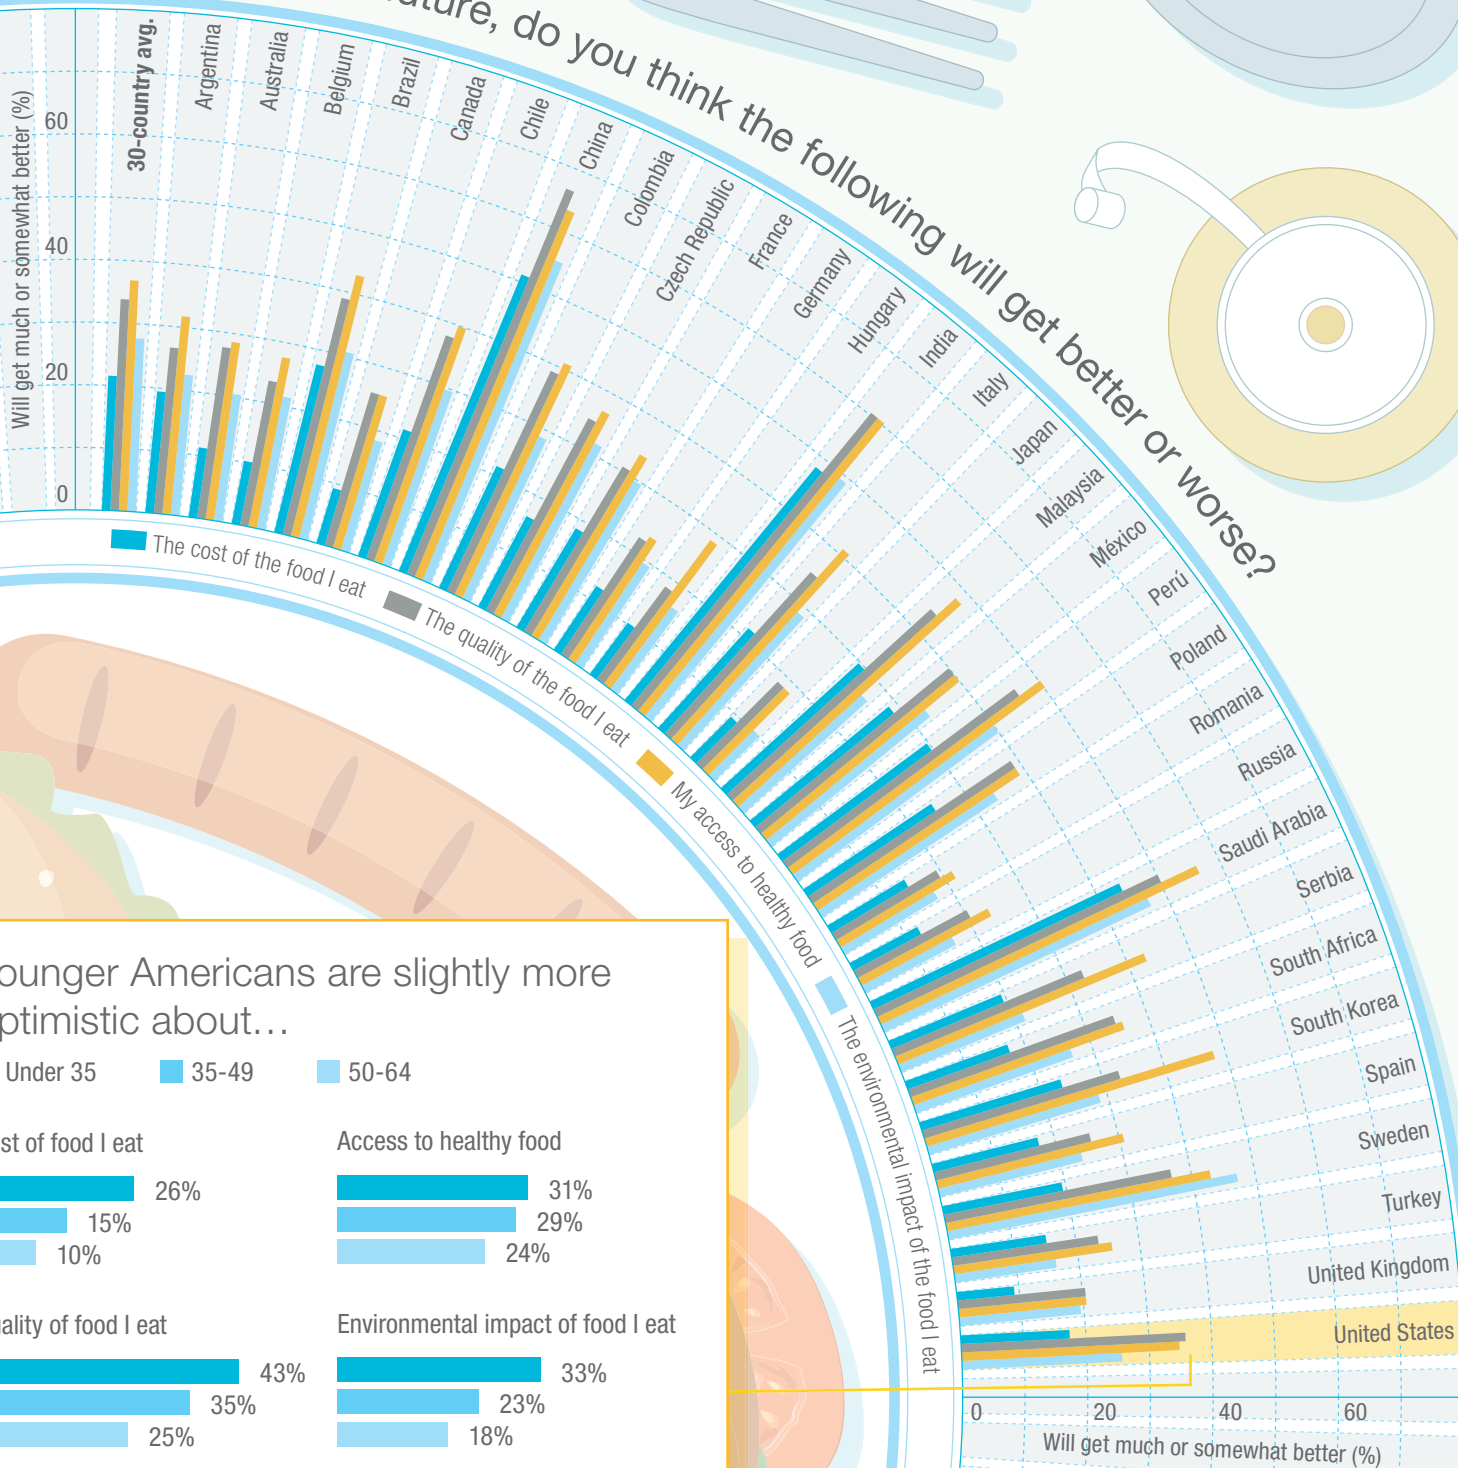 ture, do you think the following will get better or worse?
Will get much or somewhat better (%)
60
40
20
0
30-country avg.
Argentina
Australia
Belgium
Brazil
Canada
Chile
China
Colombia
Czech Republic
France
Germany
Hungary
India
Italy
Japan
Malaysia
México
Perú
Poland
Romania
Russia
Saudi Arabia
Serbia
South Africa
South Korea
Spain
Sweden
Turkey
United Kingdom
United States
The cost of the food I eat
The quality of the food I eat
My access to healthy food
The environmental impact of the food I eat
0 20 40 60
Will get much or somewhat better (%)
ounger Americans are slightly more
ptimistic about…
Under 35 35-49 50-64
st of food I eat
26%
15%
10%
Access to healthy food
31%
29%
24%
ality of food I eat
43%
35%
25%
Environmental impact of food I eat
33%
23%
18%